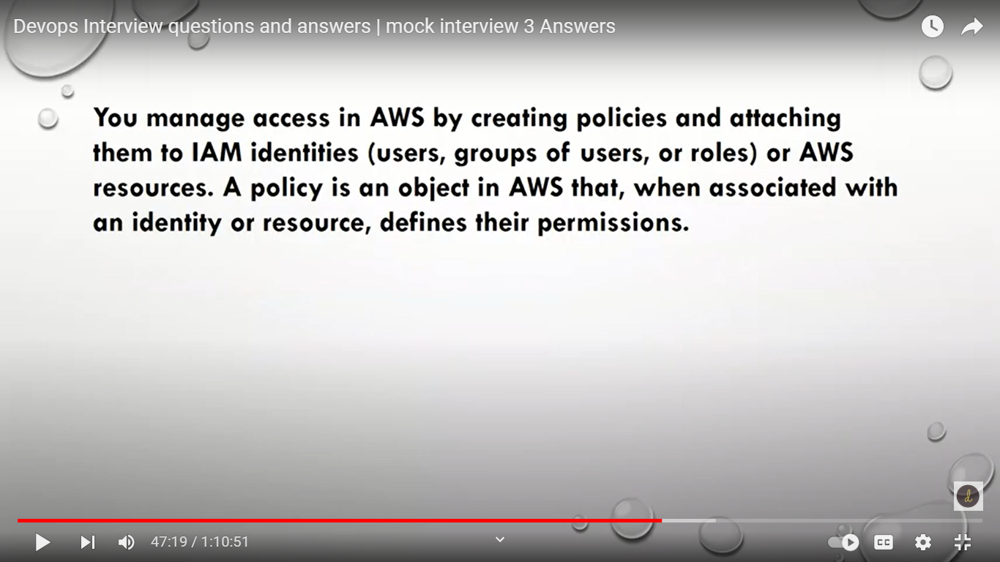 Devops Interview questions and answers | mock interview 3 Answers
You manage access in AWS by creating policies and attaching
them to IAM identities (users, groups of users, or roles) or AWS
resources. A policy is an object in AWS that, when associated with
an identity or resource, defines their permissions.
d
47:19 / 1:10:51
CC